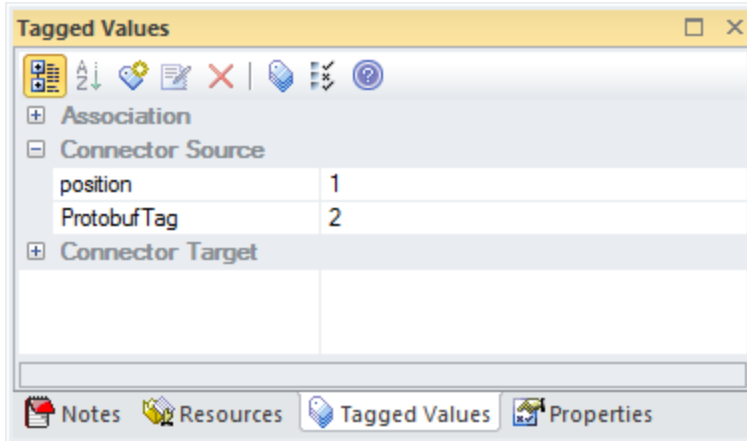 Tagged Values
Association
Connector Source
position 1
ProtobufTag 2
Connector Target
Notes Resources Tagged Values Properties